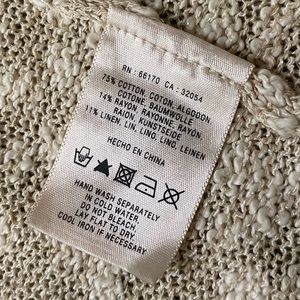 RN : 66170 CA : 32054
75% COTTON, COTON, ALGODON
COTONE, BAUMWOLLE
14% RAYON, RAYONNE, RAYÓN,
RAION, KUNSTSEIDE
11% LINEN, LIN, LINO, LINO, LEINEN
HECHO EN CHINA
HAND WASH SEPARATELY
IN COLD WATER.
DO NOT BLEACH.
LAY FLAT TO DRY
COOL IRON IF NECESSARY